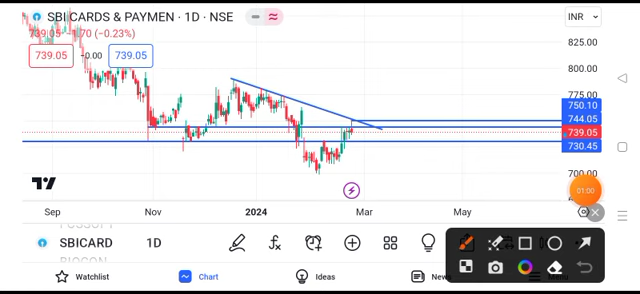 SBI CARDS & PAYMEN · 1D · NSE
INR
739.05 70 (−0.23%)
739.05 0.00 739.05
825.00
800.00
775.00
750.10
744.05
739.05
730.45
700.00
01:00
Sep Nov 2024 Mar May
SBICARD 1D
Watchlist Chart Ideas News